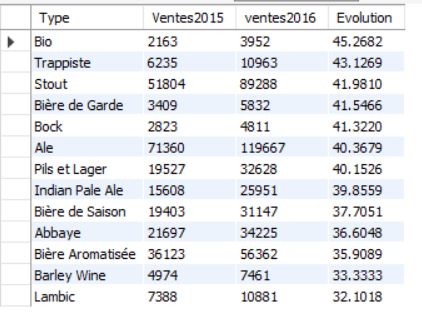 Type Ventes2015 ventes2016 Evolution
Bio 2163 3952 45.2682
Trappiste 6235 10963 43.1269
Stout 51804 89288 41.9810
Bière de Garde 3409 5832 41.5466
Bock 2823 4811 41.3220
Ale 71360 119667 40.3679
Pils et Lager 19527 32628 40.1526
Indian Pale Ale 15608 25951 39.8559
Bière de Saison 19403 31147 37.7051
Abbaye 21697 34225 36.6048
Bière Aromatisée 36123 56362 35.9089
Barley Wine 4974 7461 33.3333
Lambic 7388 10881 32.1018